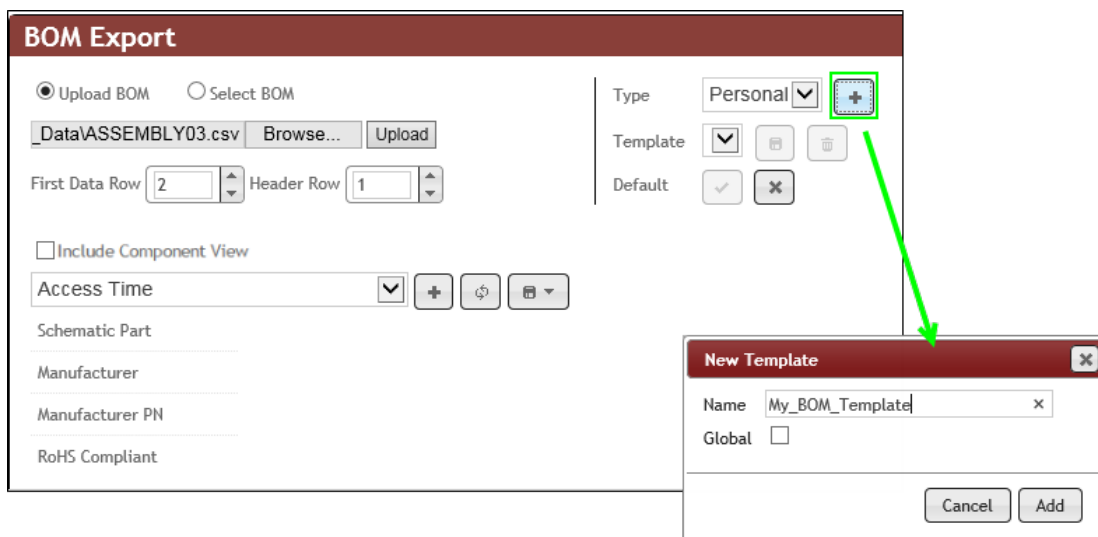 BOM Export
Upload BOM Select BOM
_Data\ASSEMBLY03.csv Browse... Upload
First Data Row 2 Header Row 1
Type Personal
Template
Default
Include Component View
Access Time
Schematic Part
Manufacturer
Manufacturer PN
RoHS Compliant
New Template
Name My_BOM_Template
Global
Cancel Add